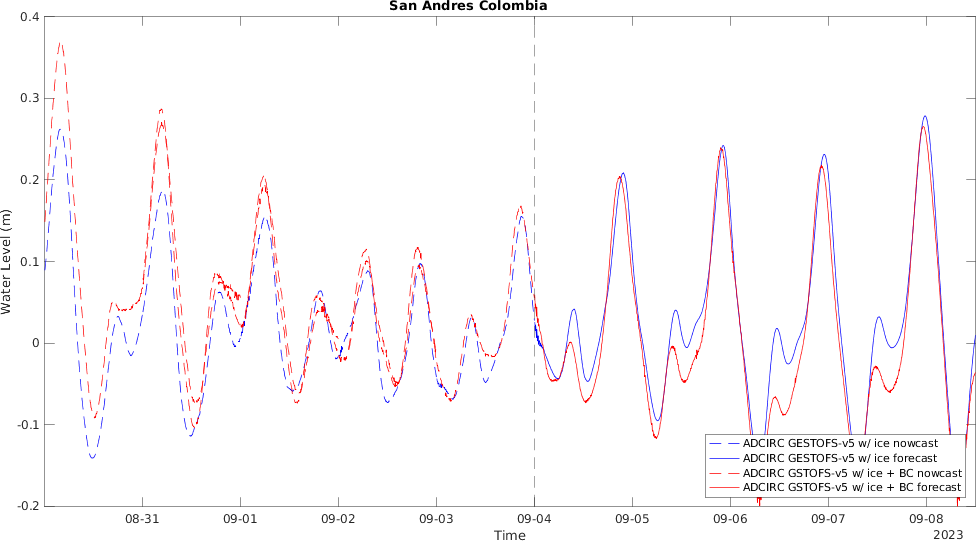 San Andres Colombia
0.4
0.3
0.2
0.1
0
-0.1
-0.2
Water Level (m)
08-31 09-01 09-02 09-03 09-04 09-05 09-06 09-07 09-08
Time
2023
ADCIRC GESTOFS-v5 w/ ice nowcast
ADCIRC GESTOFS-v5 w/ ice forecast
ADCIRC GSTOFS-v5 w/ ice + BC nowcast
ADCIRC GSTOFS-v5 w/ ice + BC forecast